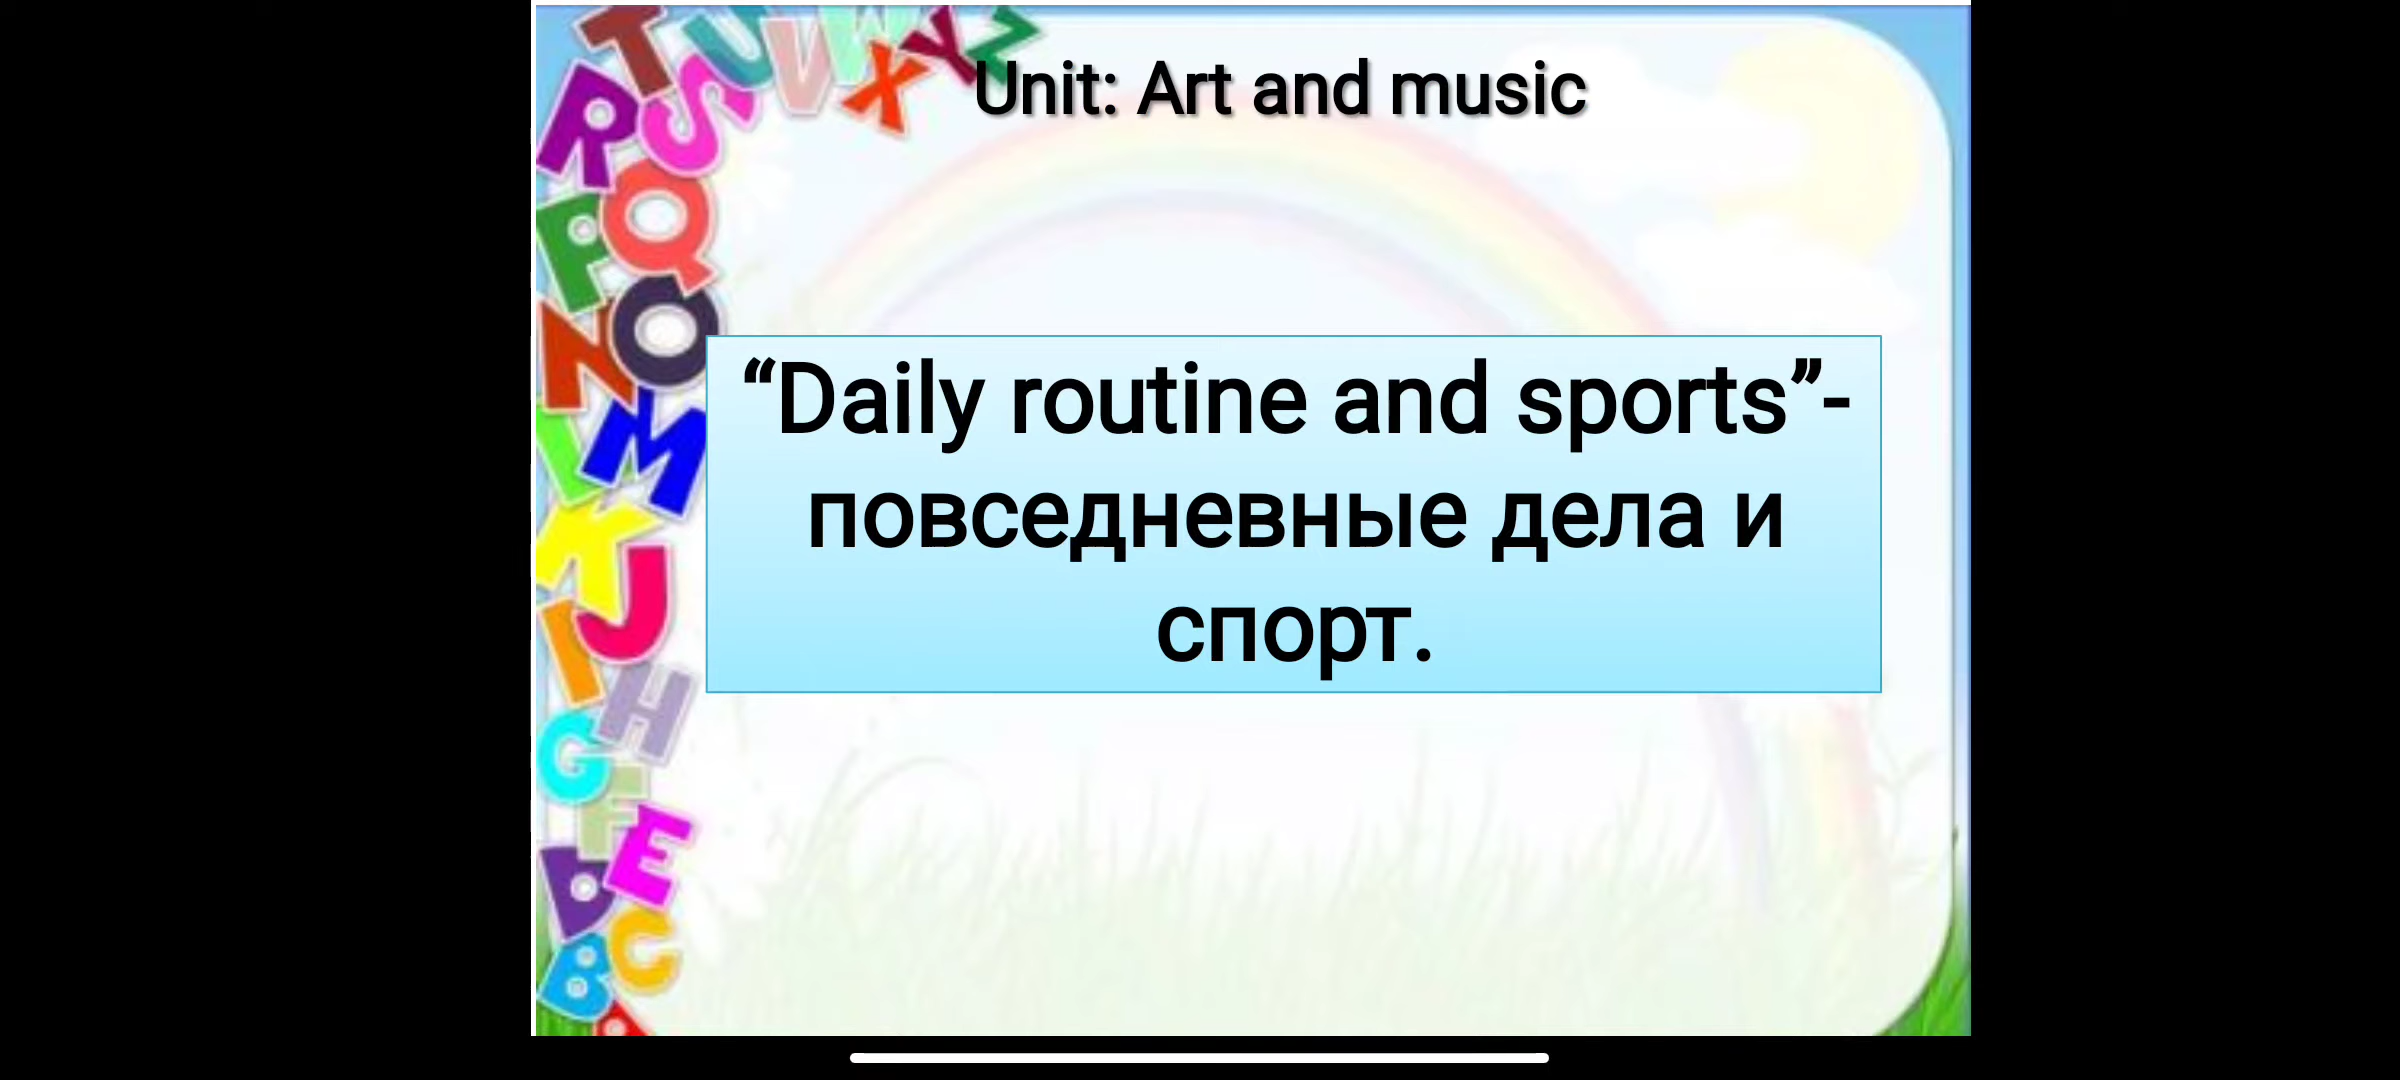 Unit: Art and music
“Daily routine and sports”-
повседневные дела и
спорт.